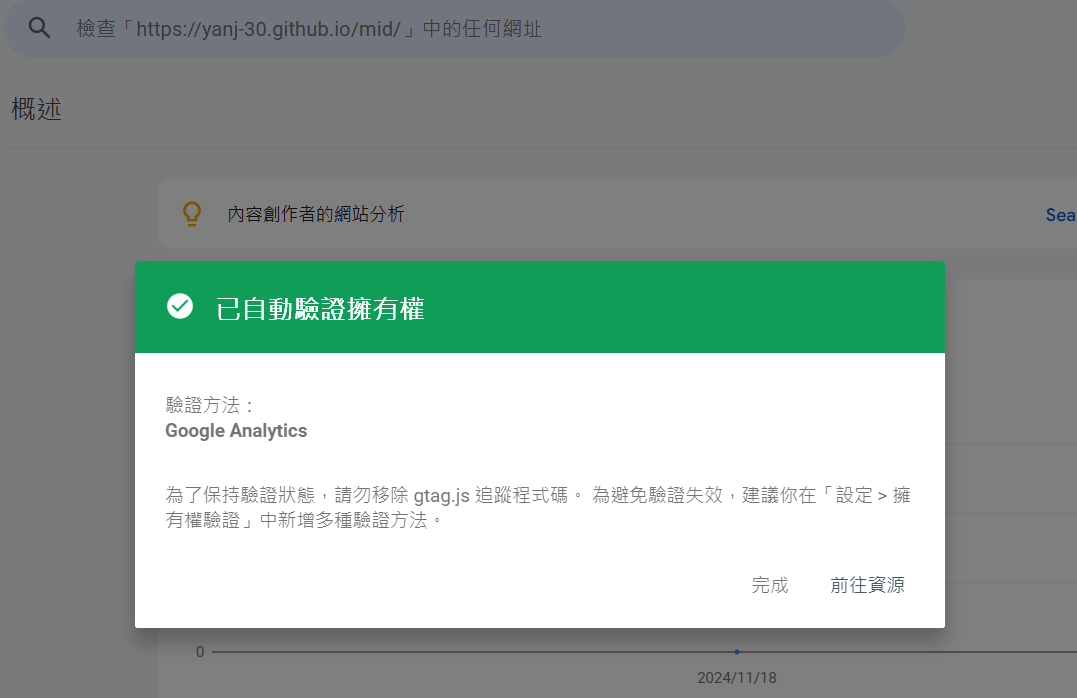 檢查「https://yanj-30.github.io/mid/」中的任何網址
概述
內容創作者的網站分析
Sea
已自動驗證擁有權
驗證方法：
Google Analytics
為了保持驗證狀態，請勿移除 gtag.js 追蹤程式碼。 為避免驗證失效，建議你在「設定 > 擁
有權驗證」中新增多種驗證方法。
完成
前往資源
0
2024/11/18